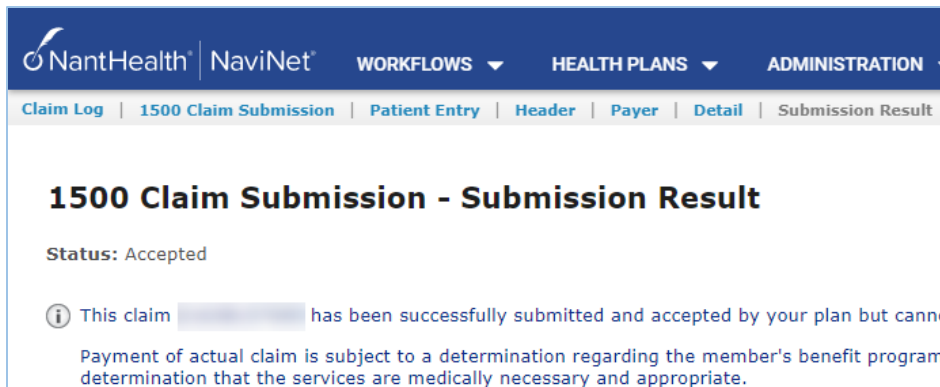 NantHealth® NaviNet® WORKFLOWS HEALTH PLANS ADMINISTRATION
Claim Log | 1500 Claim Submission | Patient Entry | Header | Payer | Detail | Submission Result
1500 Claim Submission - Submission Result
Status: Accepted
This claim has been successfully submitted and accepted by your plan but
Payment of actual claim is subject to a determination regarding the member's benefit program
determination that the services are medically necessary and appropriate.